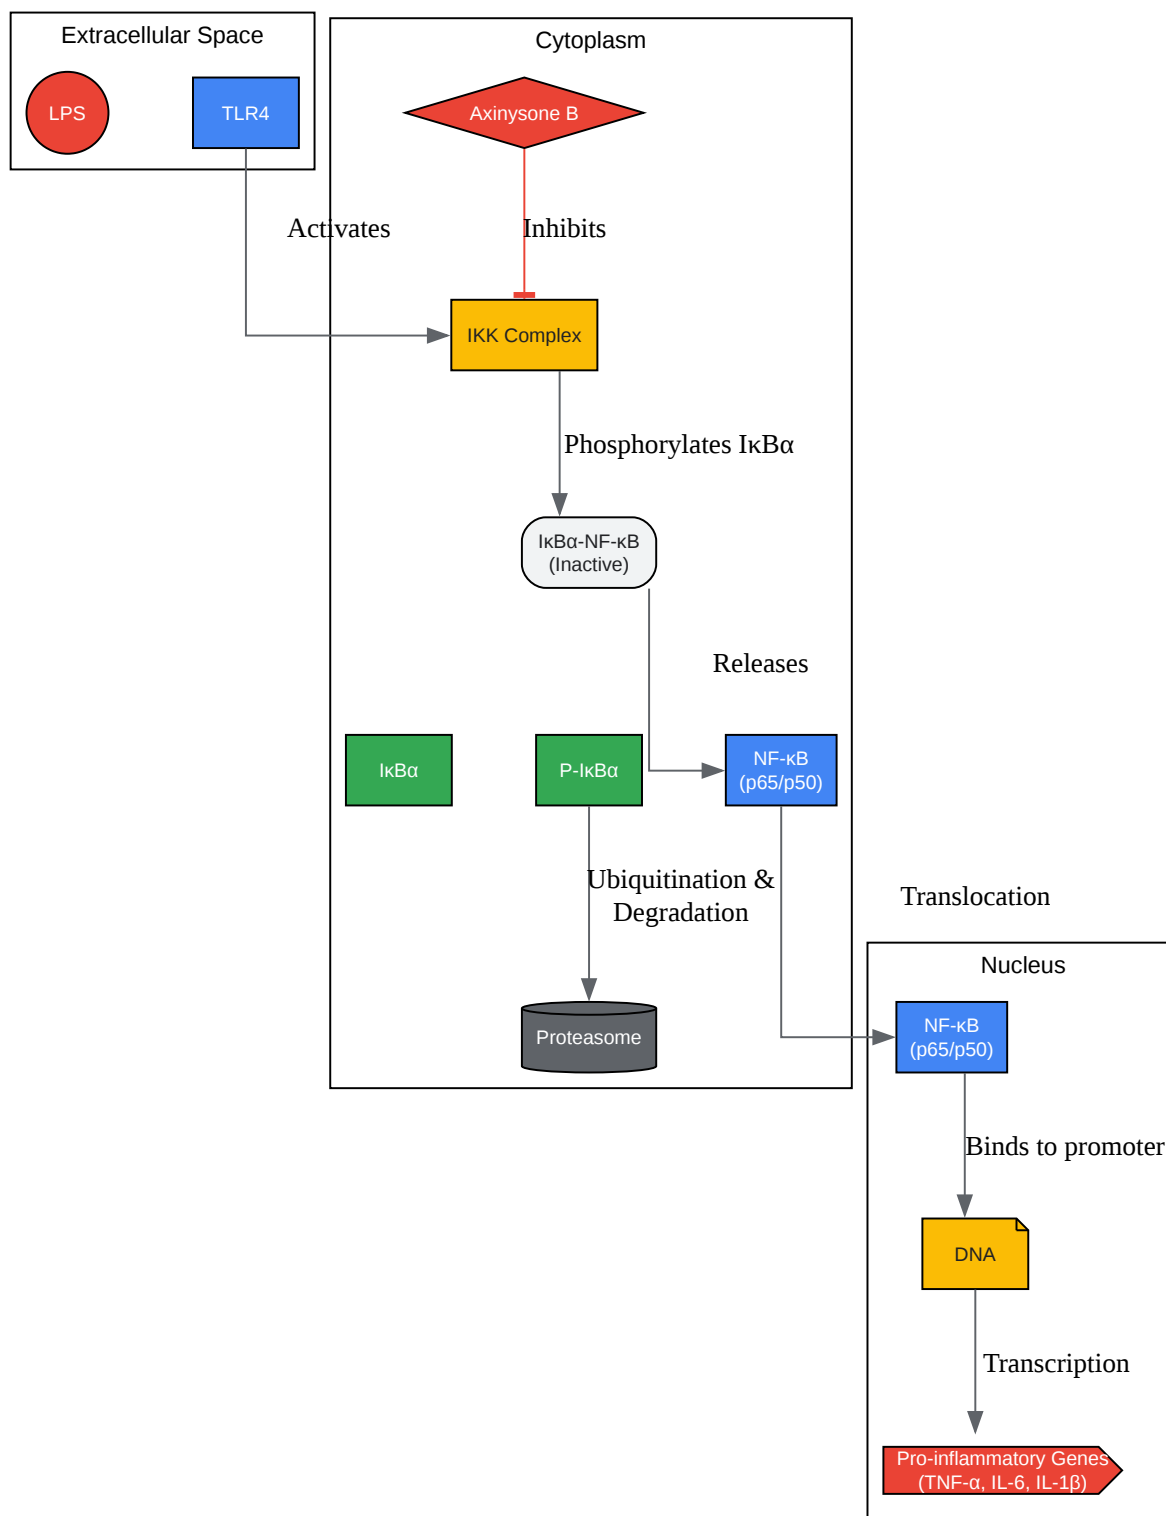 Extracellular Space
Cytoplasm
LPS
TLR4
Axinysone B
Activates
Inhibits
IKK Complex
Phosphorylates IκBα
IκBα-NF-κB
(Inactive)
Releases
IκBα
P-IκBα
NF-κB
(p65/p50)
Ubiquitination &
Degradation
Translocation
Proteasome
Nucleus
NF-κB
(p65/p50)
Binds to promoter
DNA
Transcription
Pro-inflammatory Genes
(TNF-α, IL-6, IL-1β)